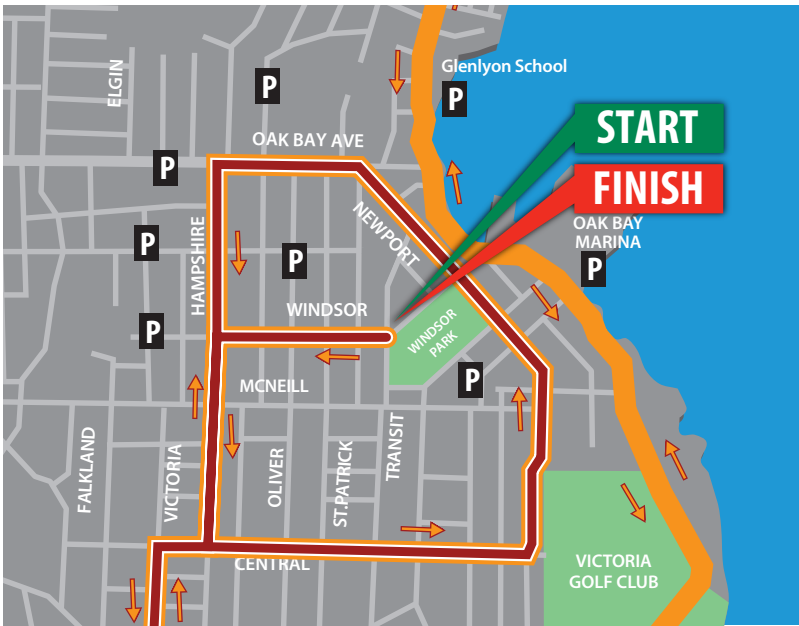 ELGIN
Glenlyon School
P
P
START
OAK BAY AVE
P
FINISH
HAMPSHIRE
NEWPORT
OAK BAY
MARINA
P
P
P
WINDSOR
P
WINDSOR
PARK
MCNEILL
P
FALKLAND
VICTORIA
OLIVER
ST.PATRICK
TRANSIT
CENTRAL
VICTORIA
GOLF CLUB